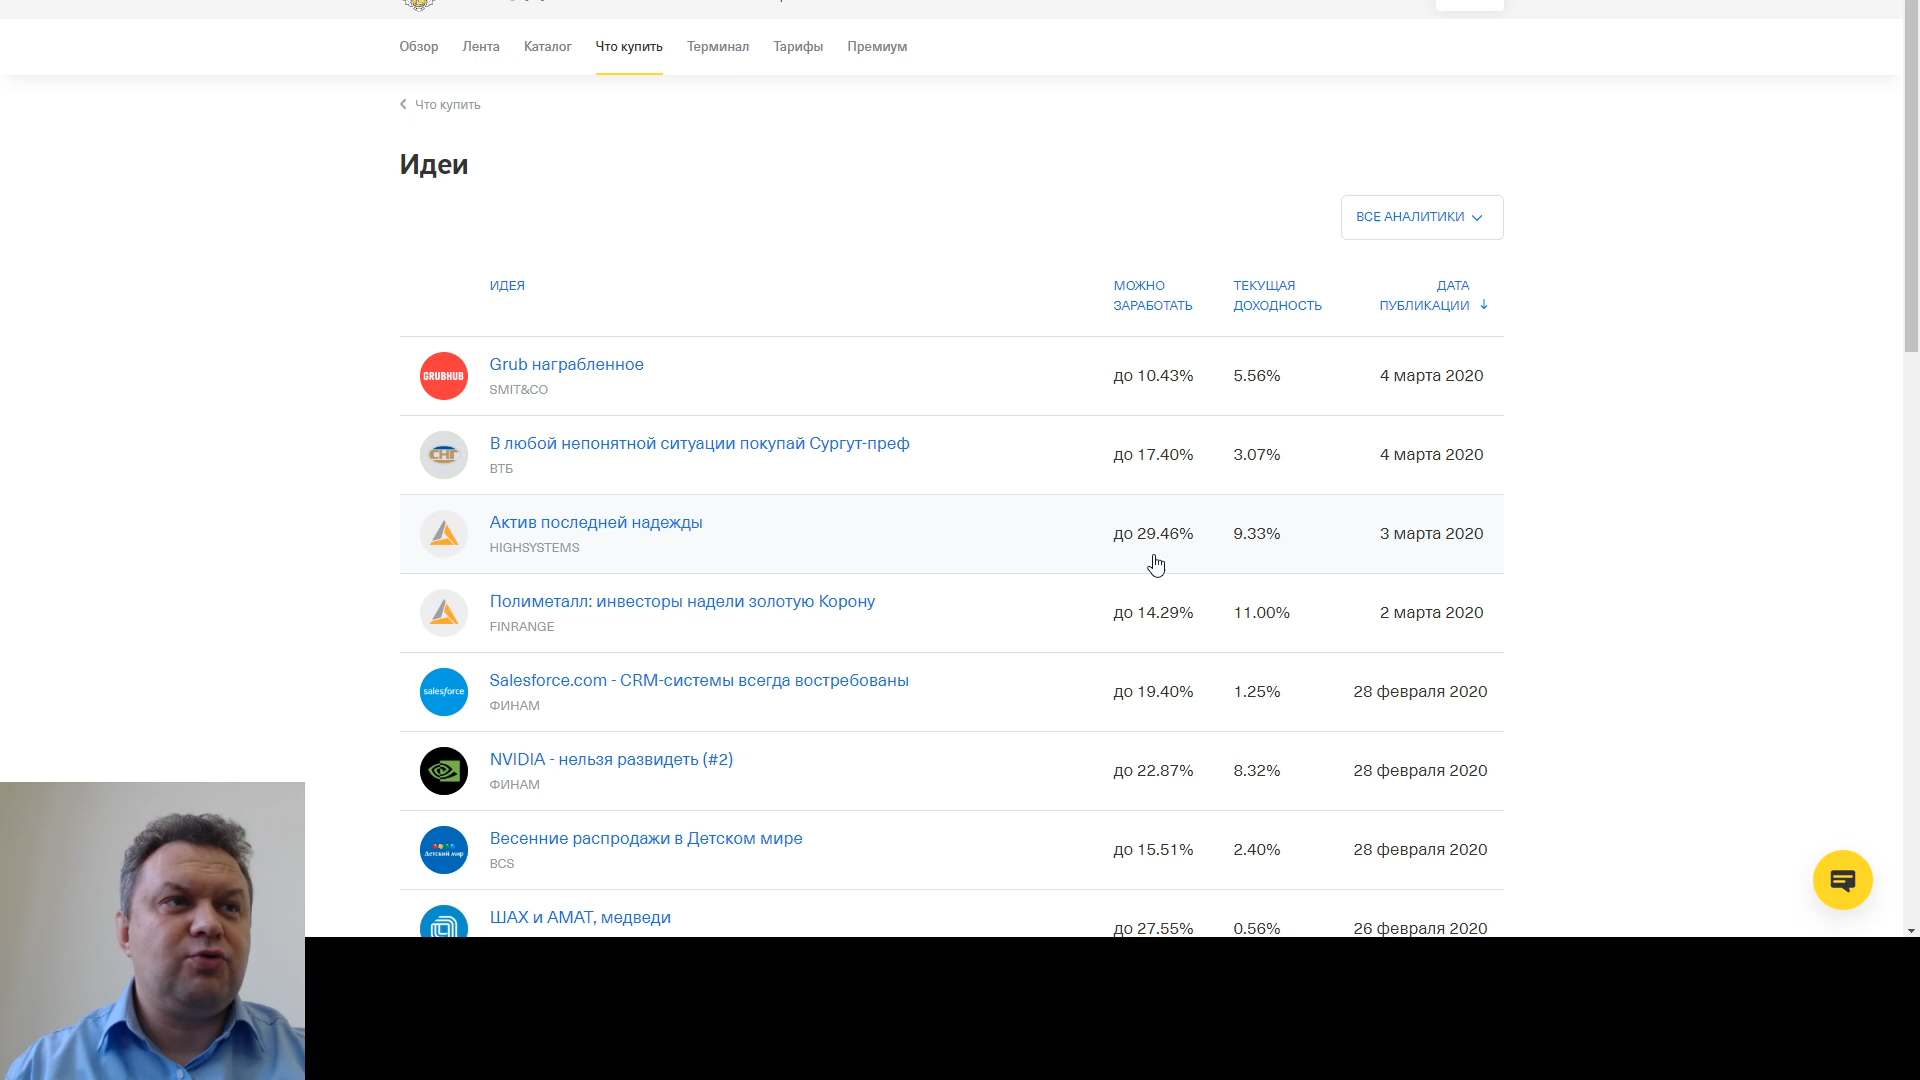 Обзор Лента Каталог Что купить Терминал Тарифы Премиум
Что купить
Идеи
ВСЕ АНАЛИТИКИ
ИДЕЯ
МОЖНО ЗАРАБОТАТЬ
ТЕКУЩАЯ ДОХОДНОСТЬ
ДАТА ПУБЛИКАЦИИ
GRUBHUB
Grub награбленное
SMIT&CO
до 10.43% 5.56% 4 марта 2020
СНГ
В любой непонятной ситуации покупай Сургут-преф
ВТБ
до 17.40% 3.07% 4 марта 2020
Актив последней надежды
HIGHSYSTEMS
до 29.46% 9.33% 3 марта 2020
Полиметалл: инвесторы надели золотую Корону
FINRANGE
до 14.29% 11.00% 2 марта 2020
salesforce
Salesforce.com - CRM-системы всегда востребованы
ФИНАМ
до 19.40% 1.25% 28 февраля 2020
NVIDIA - нельзя развидеть (#2)
ФИНАМ
до 22.87% 8.32% 28 февраля 2020
Детский мир
Весенние распродажи в Детском мире
BCS
до 15.51% 2.40% 28 февраля 2020
ШАХ и АМАТ, медведи
до 27.55% 0.56% 26 февраля 2020